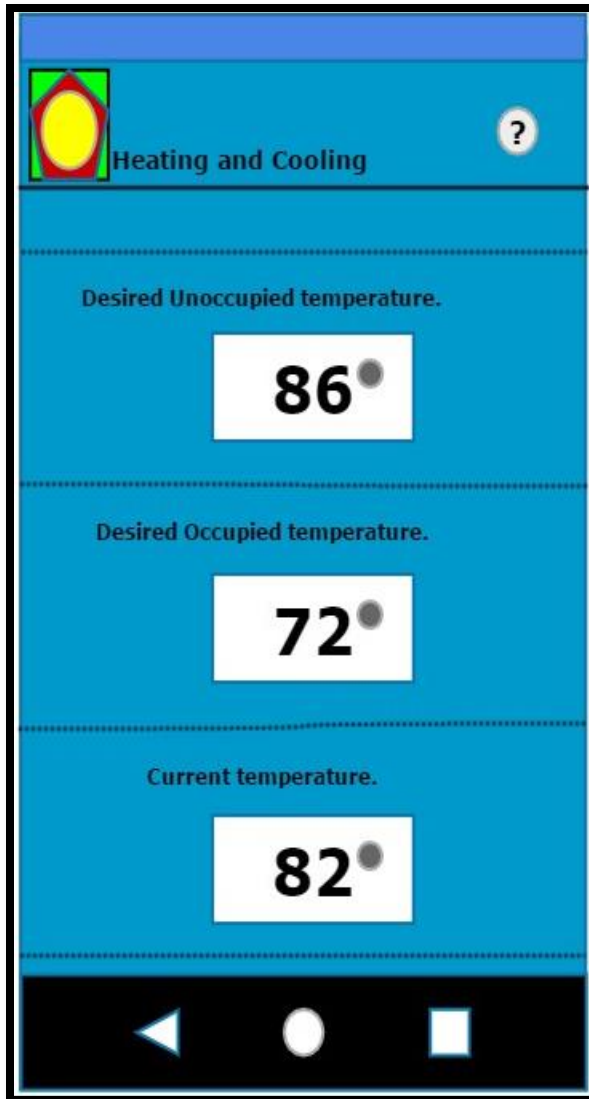 ?
Heating and Cooling
Desired Unoccupied temperature.
86°
Desired Occupied temperature.
72°
Current temperature.
82°